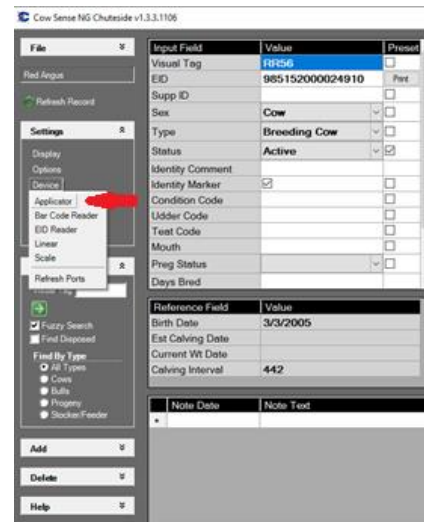 Cow Sense NG Chuteside v1.3.3.1106
File
Red Angus
Refresh Record
Settings
Display
Options
Device
Applicator
Bar Code Reader
EID Reader
Linear
Scale
Refresh Ports
Fuzzy Search
Find Disposed
Find By Type
All Types
Cows
Bulls
Progeny
Stocker/Feeder
Add
Delete
Help
Input Field Value Preset
Visual Tag RR56
EID 985152000024910 Print
Supp ID
Sex Cow
Type Breeding Cow
Status Active
Identity Comment
Identity Marker
Condition Code
Udder Code
Teat Code
Mouth
Preg Status
Days Bred
Reference Field Value
Birth Date 3/3/2005
Est Calving Date
Current Wt Date
Calving Interval 442
Note Date Note Text